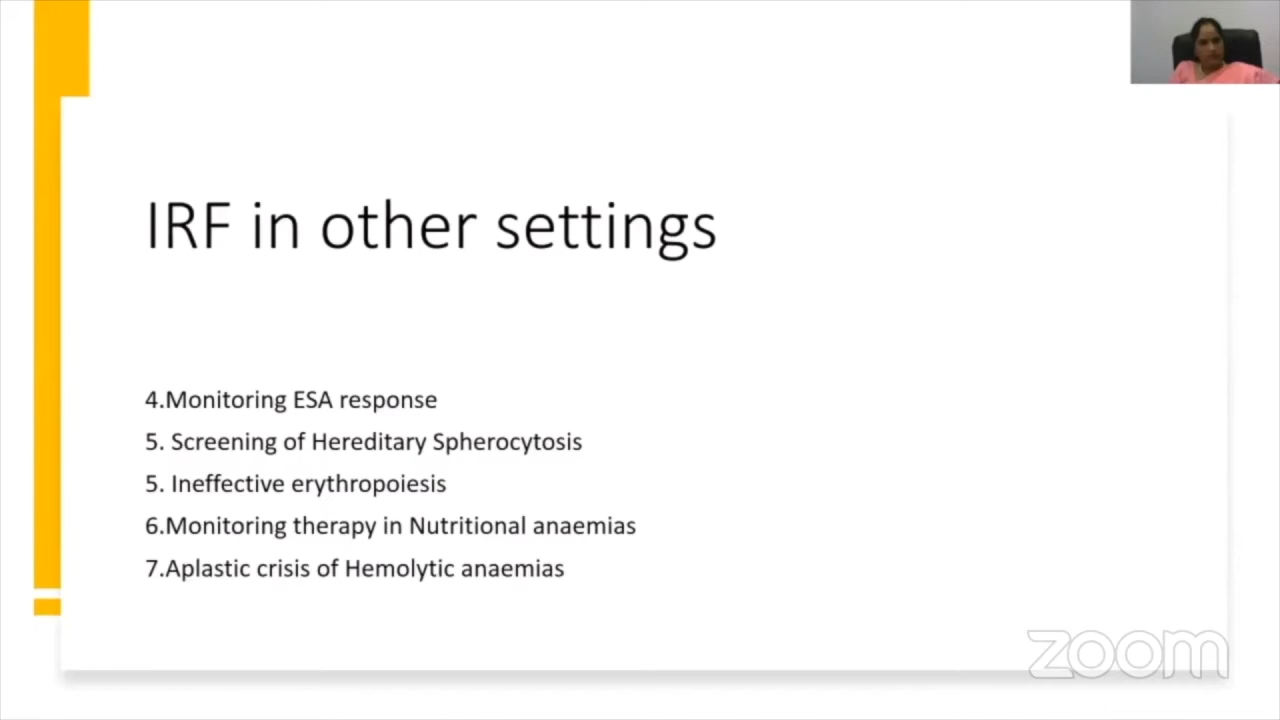 IRF in other settings
4.Monitoring ESA response
5. Screening of Hereditary Spherocytosis
5. Ineffective erythropoiesis
6.Monitoring therapy in Nutritional anaemias
7.Aplastic crisis of Hemolytic anaemias
zoom